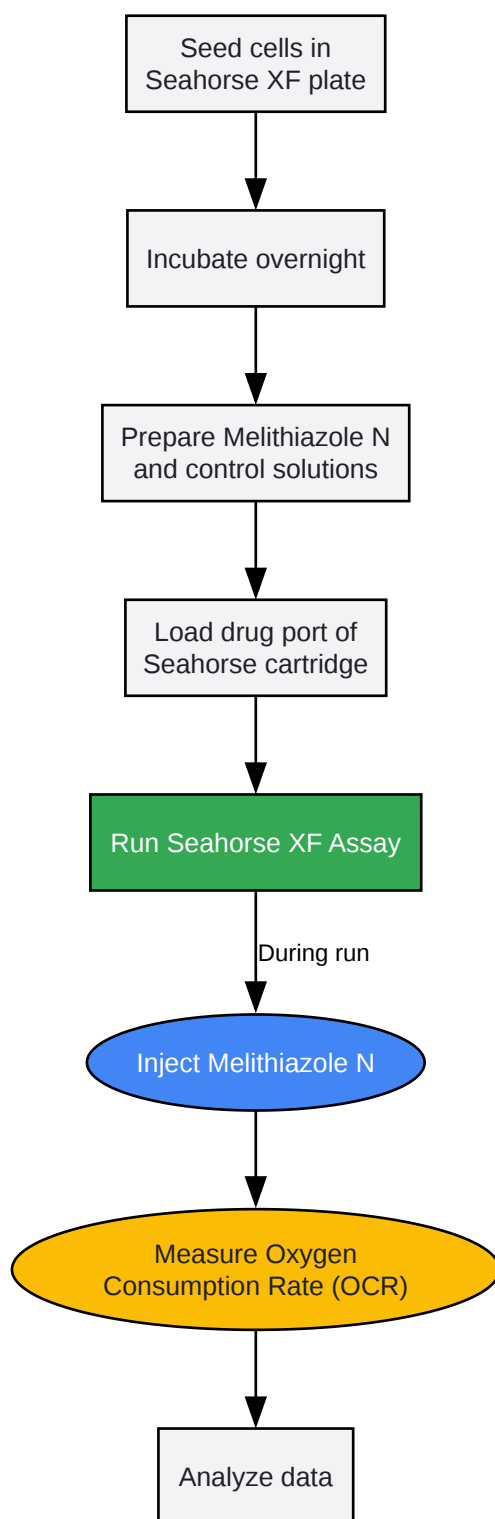 Seed cells in
Seahorse XF plate
Incubate overnight
Prepare Melithiazole N
and control solutions
Load drug port of
Seahorse cartridge
Run Seahorse XF Assay
During run
Inject Melithiazole N
Measure Oxygen
Consumption Rate (OCR)
Analyze data